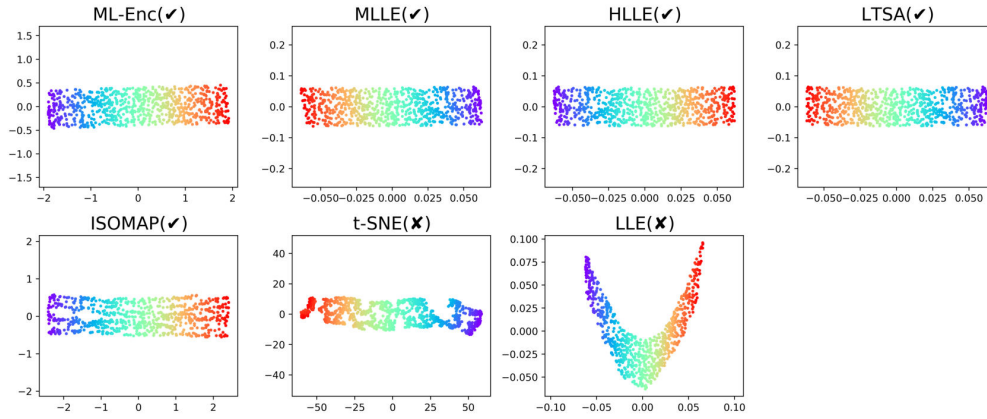 ML-Enc(✔)
1.5
1.0
0.5
0.0
−0.5
−1.0
−1.5
−2 −1 0 1 2
MLLE(✔)
0.2
0.1
0.0
−0.1
−0.2
−0.050 −0.025 0.000 0.025 0.050
HLLE(✔)
0.2
0.1
0.0
−0.1
−0.2
−0.050 −0.025 0.000 0.025 0.050
LTSA(✔)
0.2
0.1
0.0
−0.1
−0.2
−0.050 −0.025 0.000 0.025 0.050
ISOMAP(✔)
2
1
0
−1
−2
−2 −1 0 1 2
t-SNE(✘)
40
20
0
−20
−40
−50 −25 0 25 50
LLE(✘)
0.100
0.075
0.050
0.025
0.000
−0.025
−0.050
−0.10 −0.05 0.00 0.05 0.10